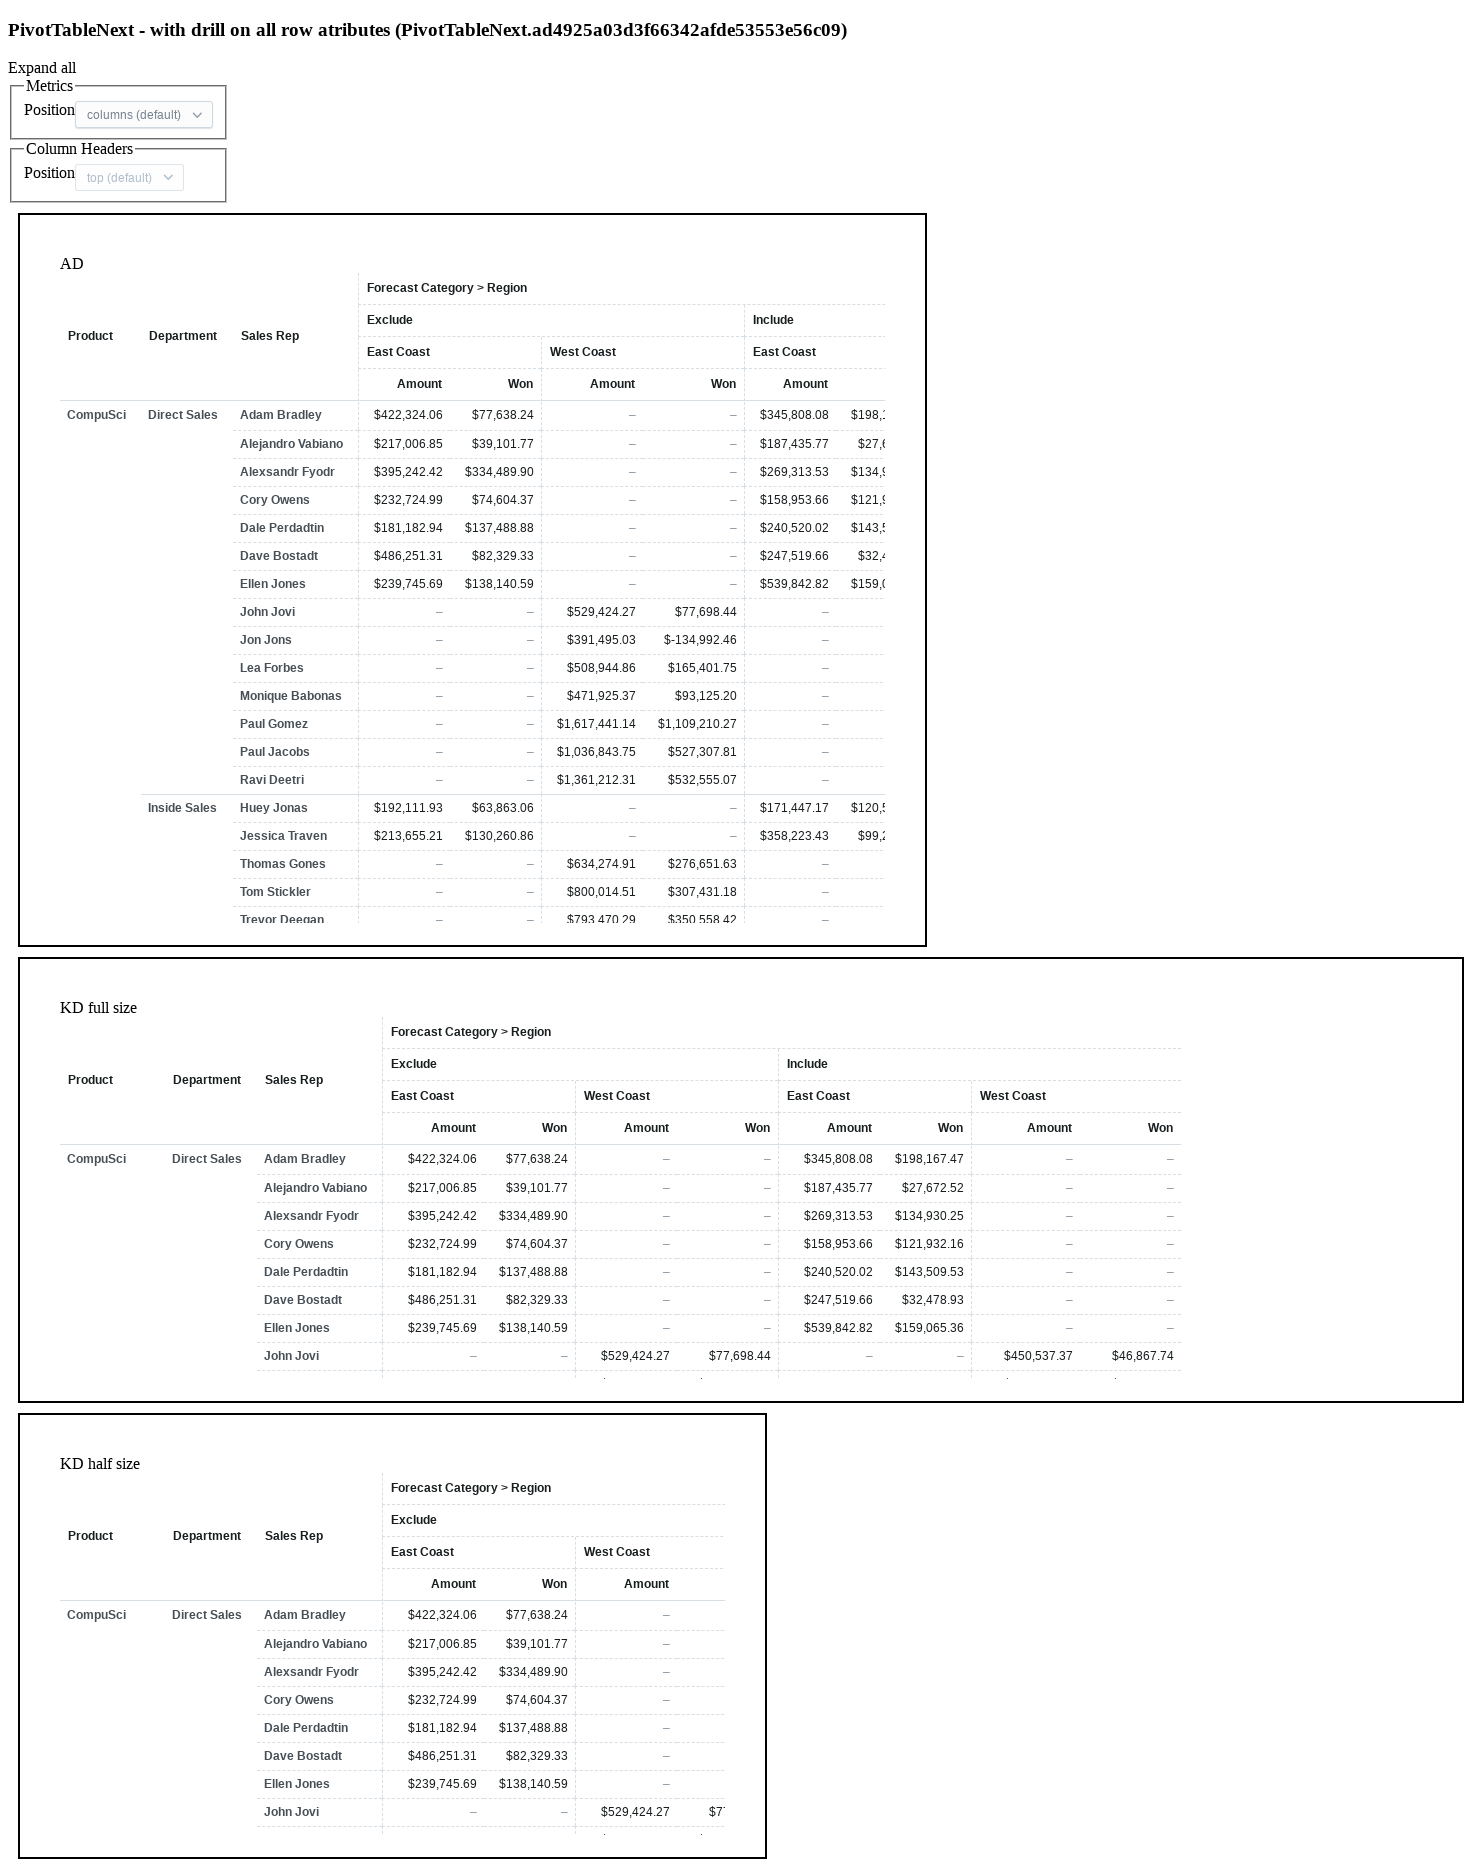 PivotTableNext - with drill on all row atributes (PivotTableNext.ad4925a03d3f66342afde53553e56c09)
Expand all
Metrics
Position columns (default)
Column Headers
Position top (default)
AD
Forecast Category > Region
Exclude Include
Product Department Sales Rep
East Coast West Coast East Coast
Amount Won Amount Won Amount
CompuSci Direct Sales Adam Bradley $422,324.06 $77,638.24 – – $345,808.08 $198,1
Alejandro Vabiano $217,006.85 $39,101.77 – – $187,435.77 $27,6
Alexsandr Fyodr $395,242.42 $334,489.90 – – $269,313.53 $134,9
Cory Owens $232,724.99 $74,604.37 – – $158,953.66 $121,9
Dale Perdadtin $181,182.94 $137,488.88 – – $240,520.02 $143,5
Dave Bostadt $486,251.31 $82,329.33 – – $247,519.66 $32,4
Ellen Jones $239,745.69 $138,140.59 – – $539,842.82 $159,0
John Jovi – – $529,424.27 $77,698.44 –
Jon Jons – – $391,495.03 $-134,992.46 –
Lea Forbes – – $508,944.86 $165,401.75 –
Monique Babonas – – $471,925.37 $93,125.20 –
Paul Gomez – – $1,617,441.14 $1,109,210.27 –
Paul Jacobs – – $1,036,843.75 $527,307.81 –
Ravi Deetri – – $1,361,212.31 $532,555.07 –
Inside Sales Huey Jonas $192,111.93 $63,863.06 – – $171,447.17 $120,5
Jessica Traven $213,655.21 $130,260.86 – – $358,223.43 $99,2
Thomas Gones – – $634,274.91 $276,651.63 –
Tom Stickler – – $800,014.51 $307,431.18 –
Trevor Deegan – – $793,470.29 $350,558.42 –
KD full size
Forecast Category > Region
Exclude Include
Product Department Sales Rep
East Coast West Coast East Coast West Coast
Amount Won Amount Won Amount Won Amount Won
CompuSci Direct Sales Adam Bradley $422,324.06 $77,638.24 – – $345,808.08 $198,167.47 – –
Alejandro Vabiano $217,006.85 $39,101.77 – – $187,435.77 $27,672.52 – –
Alexsandr Fyodr $395,242.42 $334,489.90 – – $269,313.53 $134,930.25 – –
Cory Owens $232,724.99 $74,604.37 – – $158,953.66 $121,932.16 – –
Dale Perdadtin $181,182.94 $137,488.88 – – $240,520.02 $143,509.53 – –
Dave Bostadt $486,251.31 $82,329.33 – – $247,519.66 $32,478.93 – –
Ellen Jones $239,745.69 $138,140.59 – – $539,842.82 $159,065.36 – –
John Jovi – – $529,424.27 $77,698.44 – – $450,537.37 $46,867.74
KD half size
Forecast Category > Region
Exclude
Product Department Sales Rep
East Coast West Coast
Amount Won Amount
CompuSci Direct Sales Adam Bradley $422,324.06 $77,638.24 –
Alejandro Vabiano $217,006.85 $39,101.77 –
Alexsandr Fyodr $395,242.42 $334,489.90 –
Cory Owens $232,724.99 $74,604.37 –
Dale Perdadtin $181,182.94 $137,488.88 –
Dave Bostadt $486,251.31 $82,329.33 –
Ellen Jones $239,745.69 $138,140.59 –
John Jovi – – $529,424.27 $77